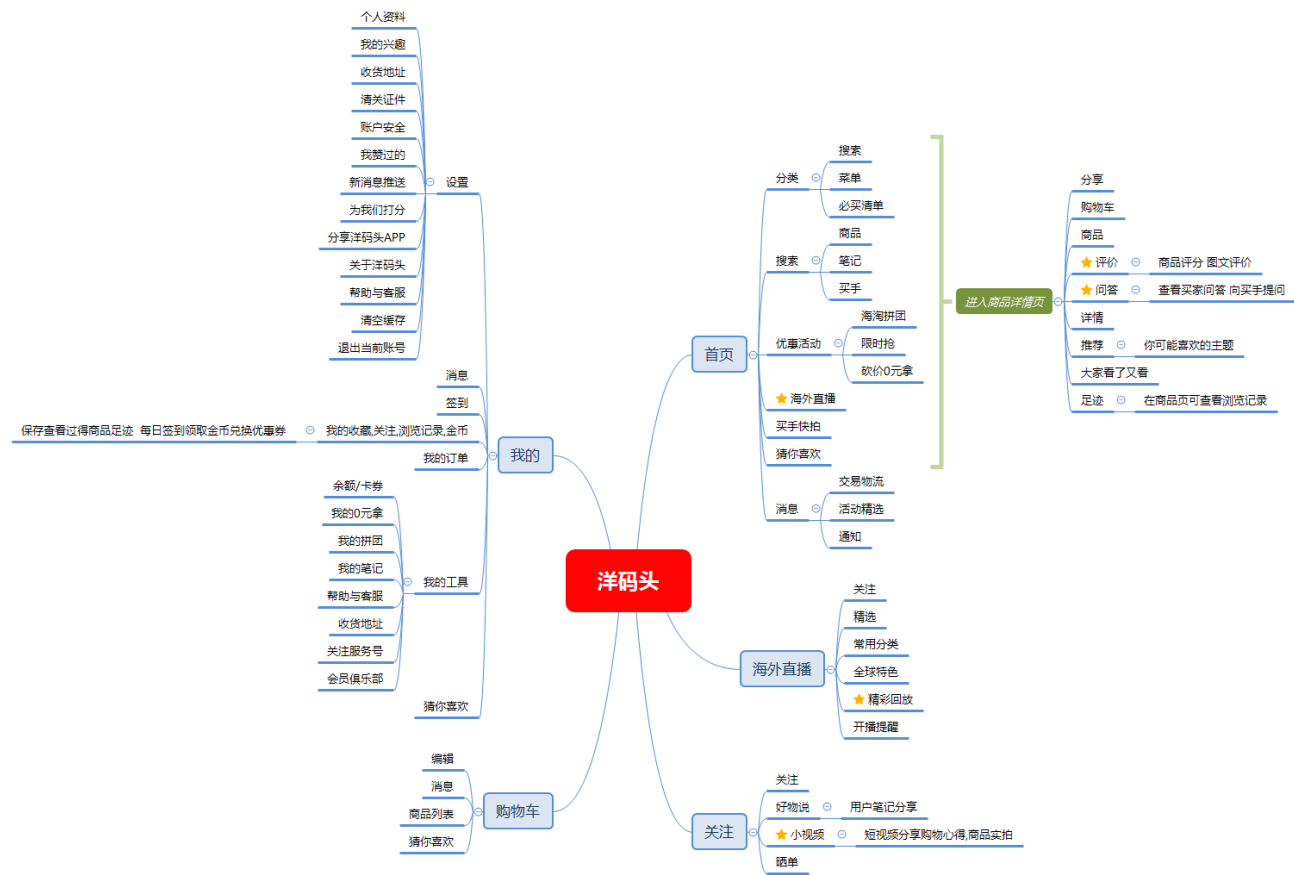 洋码头
首页
分类
搜索
菜单
必买清单
搜索
商品
笔记
买手
优惠活动
海淘拼团
限时抢
砍价0元拿
海外直播
买手快拍
猜你喜欢
消息
交易物流
活动精选
通知
进入商品详情页
分享
购物车
商品
评价
商品评分 图文评价
问答
查看买家问答 向买手提问
详情
推荐
你可能喜欢的主题
大家看了又看
足迹
在商品页可查看浏览记录
海外直播
关注
精选
常用分类
全球特色
精彩回放
开播提醒
关注
关注
好物说
用户笔记分享
小视频
短视频分享购物心得,商品实拍
晒单
我的
设置
个人资料
我的兴趣
收货地址
清关证件
账户安全
我赞过的
新消息推送
为我们打分
分享洋码头APP
关于洋码头
帮助与客服
清空缓存
退出当前账号
消息
签到
我的收藏,关注,浏览记录,金币
保存查看过得商品足迹 每日签到领取金币兑换优惠券
我的订单
我的工具
余额/卡券
我的0元拿
我的拼团
我的笔记
帮助与客服
收货地址
关注服务号
会员俱乐部
猜你喜欢
购物车
编辑
消息
商品列表
猜你喜欢